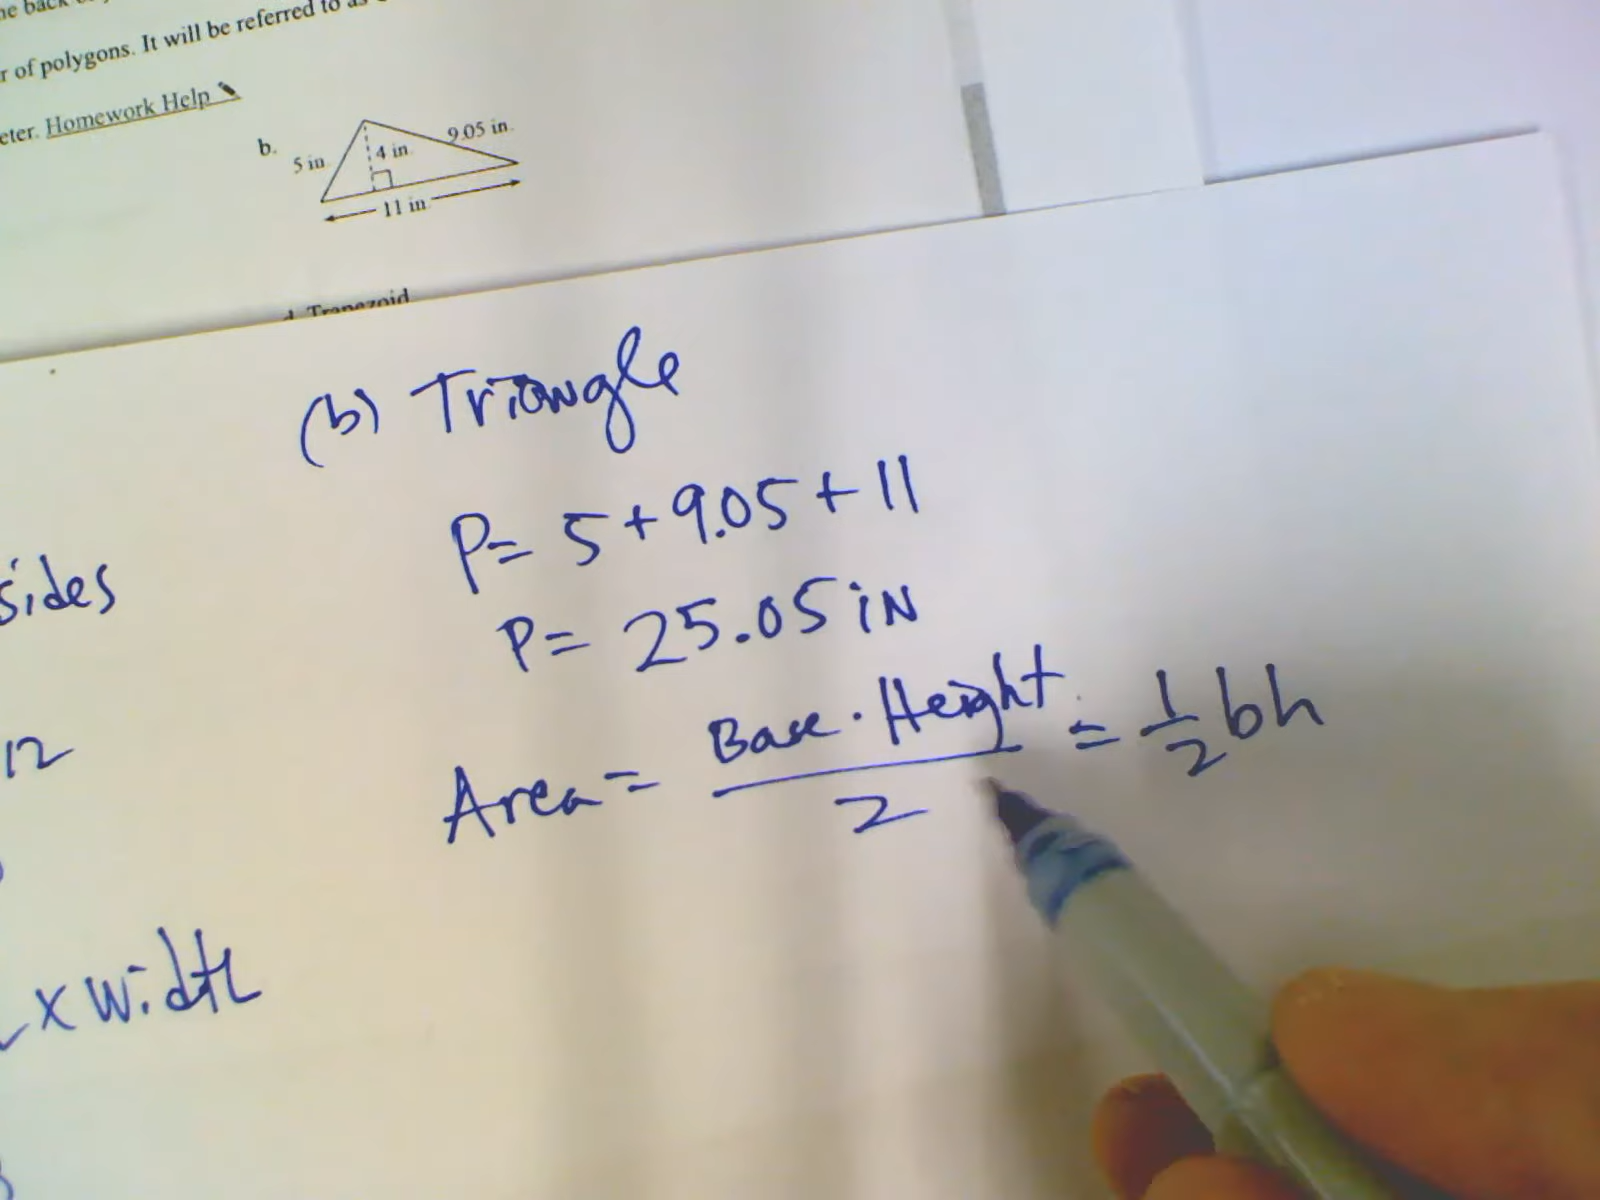 r of polygons. It will be referred to as
eter. Homework Help
b.
5 in.
4 in.
9.05 in.
11 in.
d. Trapezoid
(b) Triangle
P= 5+9.05+11
P= 25.05 iN
Area = Base · Height / 2 = 1/2 bh
sides
12
x Width